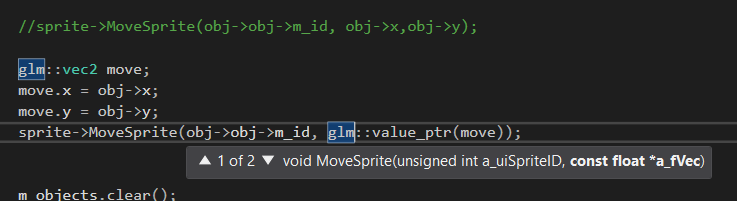 //sprite->MoveSprite(obj->obj->m_id, obj->x,obj->y);
glm::vec2 move;
move.x = obj->x;
move.y = obj->y;
sprite->MoveSprite(obj->obj->m_id, glm::value_ptr(move));
▲ 1 of 2 ▼ void MoveSprite(unsigned int a_uiSpriteID, const float *a_fVec)
m_objects.clear();